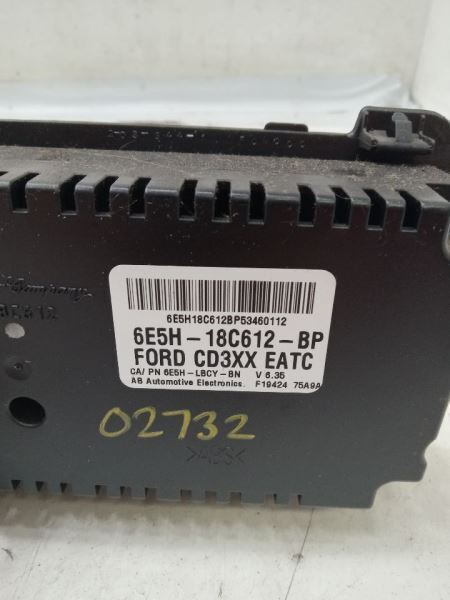 6E5H18C612BP53460112
6E5H-18C612-BP
FORD CD3XX EATC
CA/ PN 6E5H-LBCY-BN V 6.35
AB Automotive Electronics. F19424 75A9A
02732
>ABS<